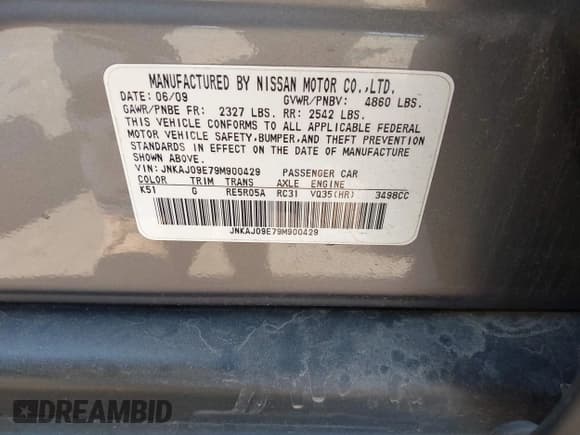 MANUFACTURED BY NISSAN MOTOR CO.,LTD.
DATE: 06/09 GVWR/PNBV: 4860 LBS.
GAWR/PNBE FR: 2327 LBS. RR: 2542 LBS.
THIS VEHICLE CONFORMS TO ALL APPLICABLE FEDERAL
MOTOR VEHICLE SAFETY,BUMPER,AND THEFT PREVENTION
STANDARDS IN EFFECT ON THE DATE OF MANUFACTURE
SHOWN ABOVE.
VIN: JNKAJ09E79M900429 PASSENGER CAR
COLOR TRIM TRANS AXLE ENGINE
K51 G RE5R05A RC31 VQ35(HR) 3498CC
JNKAJ09E79M900429
DREAMBID